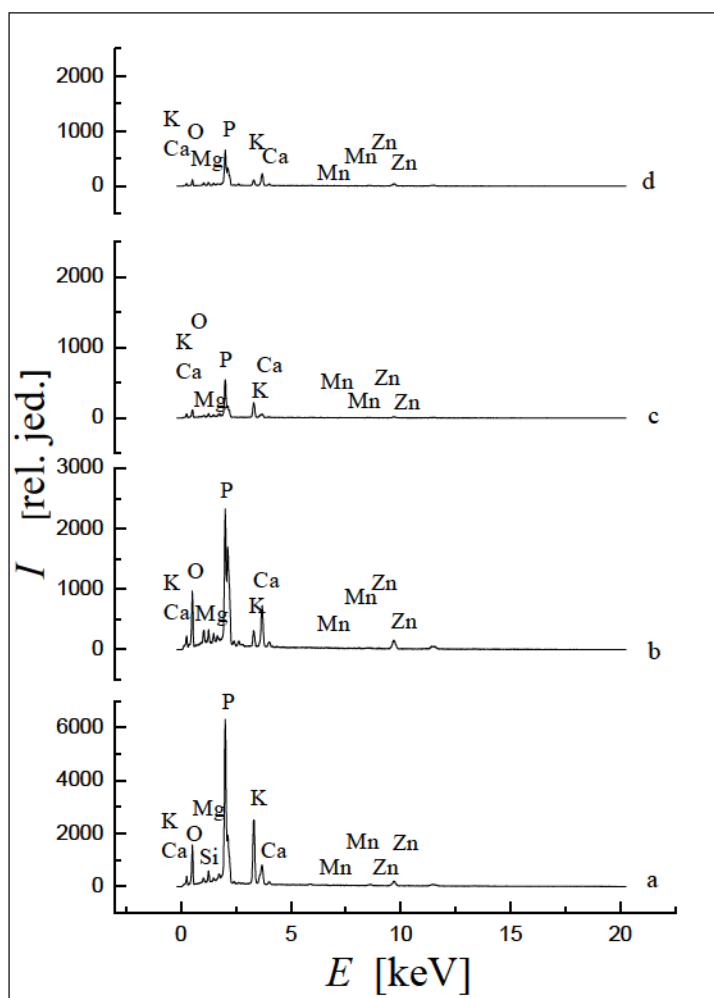 2000
K O P K Zn
1000
Ca Mg Ca Mn Zn
Mn
0
d
2000
O
K
1000
P Ca
Ca Mn Zn
Mg K Mn Zn
0
c
3000
P
2000
K O Ca Zn
1000
Mn
Ca Mg K Zn
Mn
0
b
P
6000
4000
Mg K
K
2000
O Mn Zn
Ca Si Ca Mn Zn
0
a
0 5 10 15 20
E [keV]
I [rel. jed.]